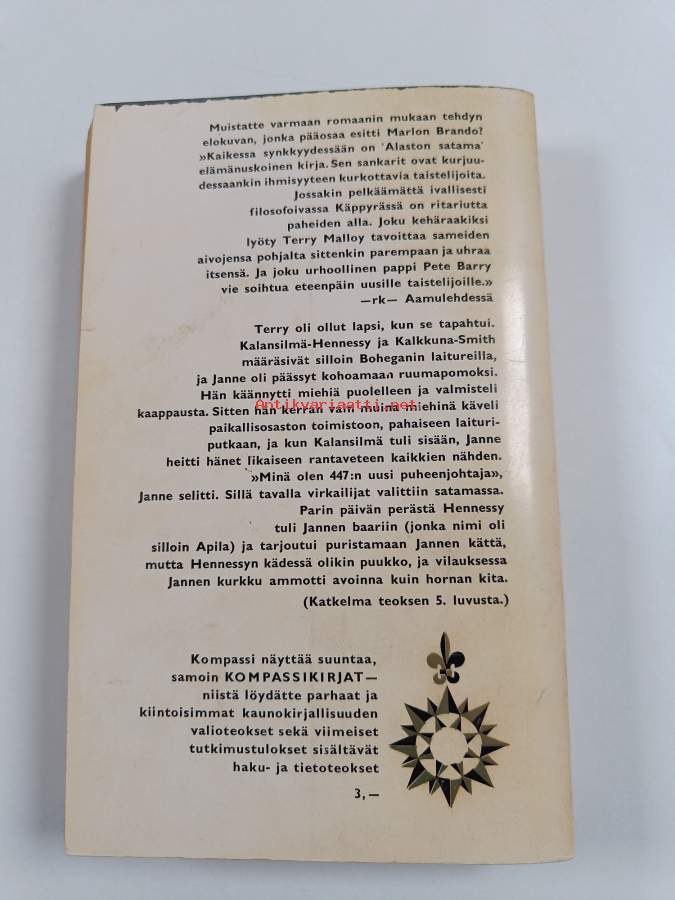 Muistatte varmaan romaanin mukaan tehdyn
elokuvan, jonka pääosaa esitti Marlon Brando?
»Kaikessa synkkyydessään on 'Alaston satama'
elämänuskoinen kirja. Sen sankarit ovat kurjuu-
dessaankin ihmisyyteen kurkottavia taistelijoita.
Jossakin pelkäämättä ivallisesti
filosofoivassa Käppyrässä on ritariutta
paheiden alla. Joku kehäraakiksi
lyöty Terry Malloy tavoittaa sameiden
aivojensa pohjalta sittenkin parempaan ja uhraa
itsensä. Ja joku urhoollinen pappi Pete Barry
vie soihtua eteenpäin uusille taistelijoille.»
—rk— Aamulehdessä
Terry oli ollut lapsi, kun se tapahtui.
Kalansilmä-Hennessy ja Kalkkuna-Smith
määräsivät silloin Boheganin laitureilla,
ja Janne oli päässyt kohoamaan ruumapomoksi.
Hän käännytti miehiä puolelleen ja valmisteli
kaappausta. Sitten hän kerran vain muina miehinä käveli
Antikvariaatti.net
paikallisosaston toimistoon, pahaiseen laituri-
putkaan, ja kun Kalansilmä tuli sisään, Janne
heitti hänet likaiseen rantaveteen kaikkien nähden.
»Minä olen 447:n uusi puheenjohtaja»,
Janne selitti. Sillä tavalla virkailijat valittiin satamassa.
Parin päivän perästä Hennessy
tuli Jannen baariin (jonka nimi oli
silloin Apila) ja tarjoutui puristamaan Jannen kättä,
mutta Hennessyn kädessä olikin puukko, ja vilauksessa
Jannen kurkku ammotti avoinna kuin hornan kita.
(Katkelma teoksen 5. luvusta.)
Kompassi näyttää suuntaa,
samoin KOMPASSIKIRJAT—
niistä löydätte parhaat ja
kiintoisimmat kaunokirjallisuuden
valioteokset sekä viimeiset
tutkimustulokset sisältävät
haku- ja tietoteokset
3,—